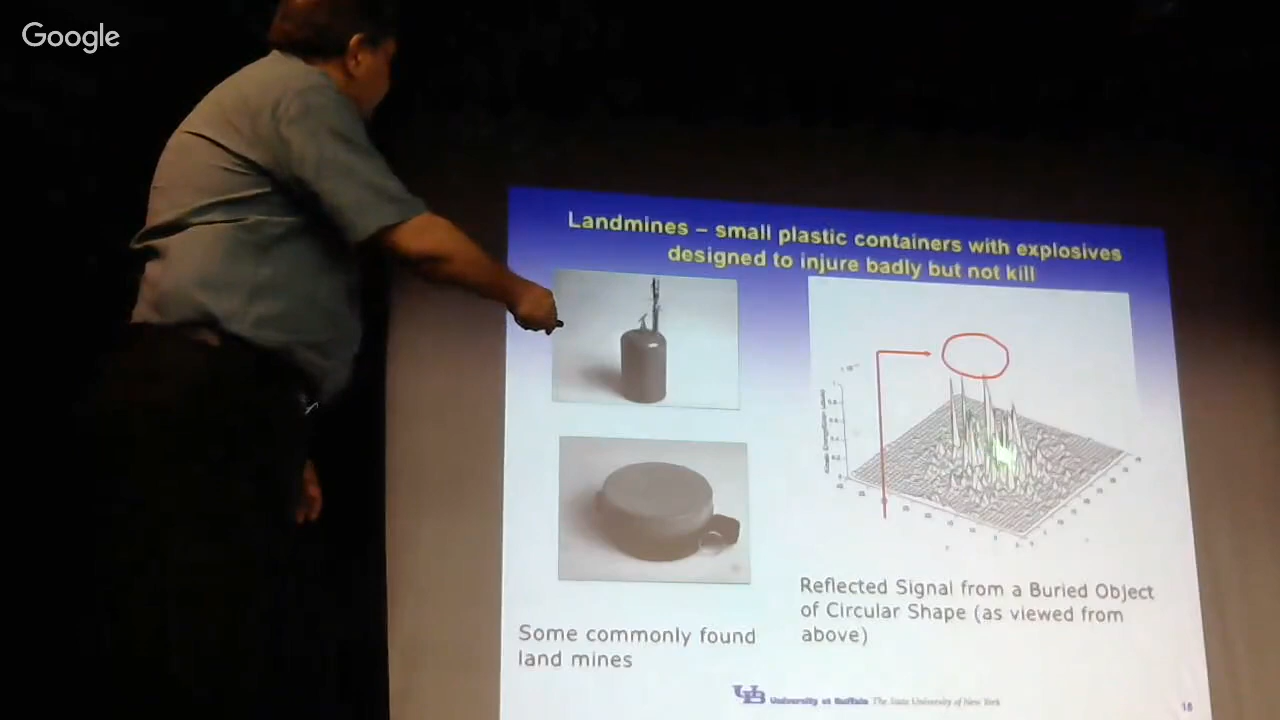 Google
Landmines – small plastic containers with explosives
designed to injure badly but not kill
Reflected Signal from a Buried Object
of Circular Shape (as viewed from
above)
Some commonly found
land mines
UB University at Buffalo The State University of New York